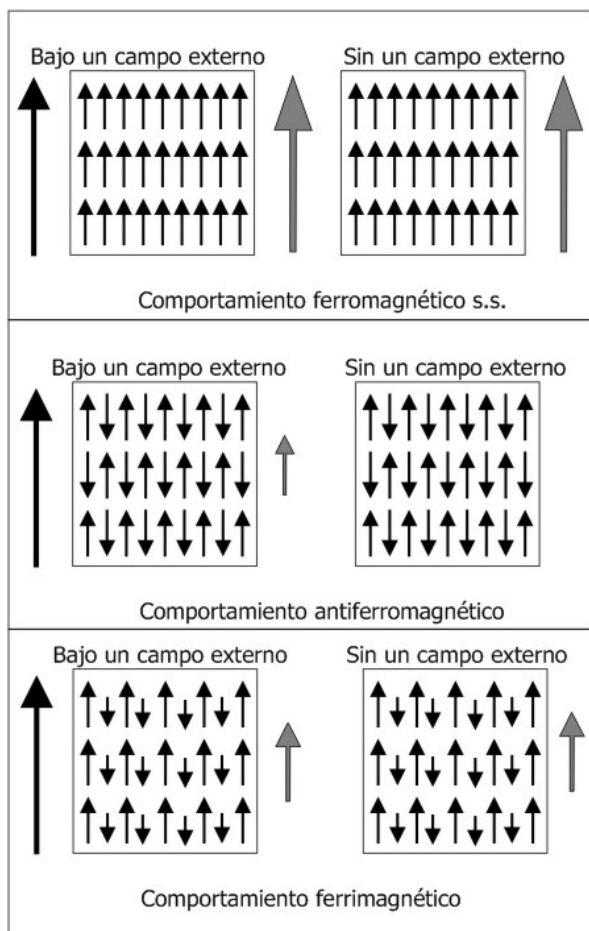 Bajo un campo externo Sin un campo externo
Comportamiento ferromagnético s.s.
Bajo un campo externo Sin un campo externo
Comportamiento antiferromagnético
Bajo un campo externo Sin un campo externo
Comportamiento ferrimagnético